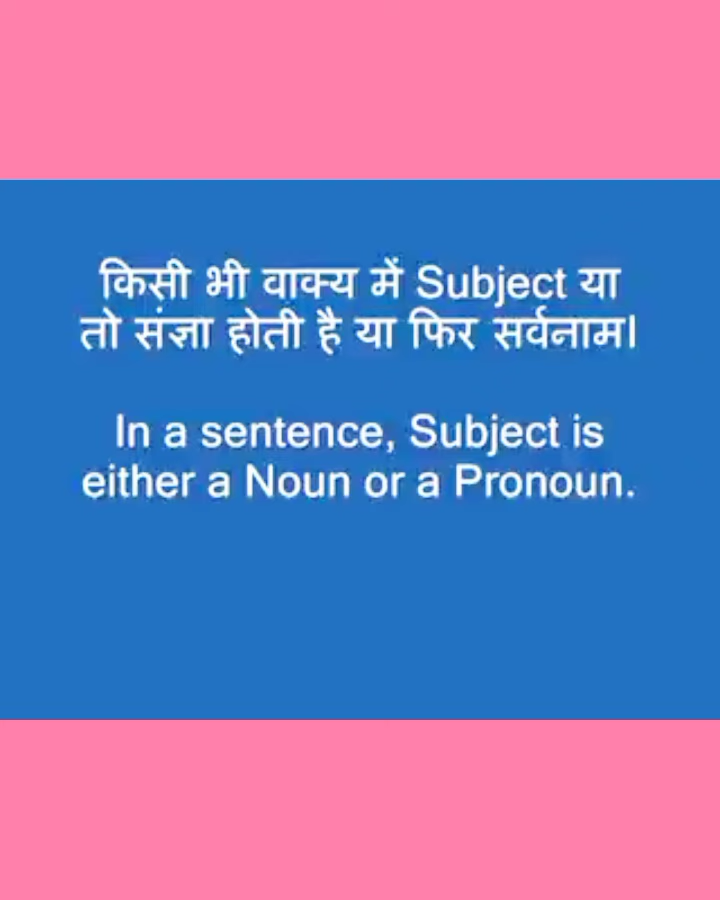 किसी भी वाक्य में Subject या
तो संज्ञा होती है या फिर सर्वनाम।
In a sentence, Subject is
either a Noun or a Pronoun.